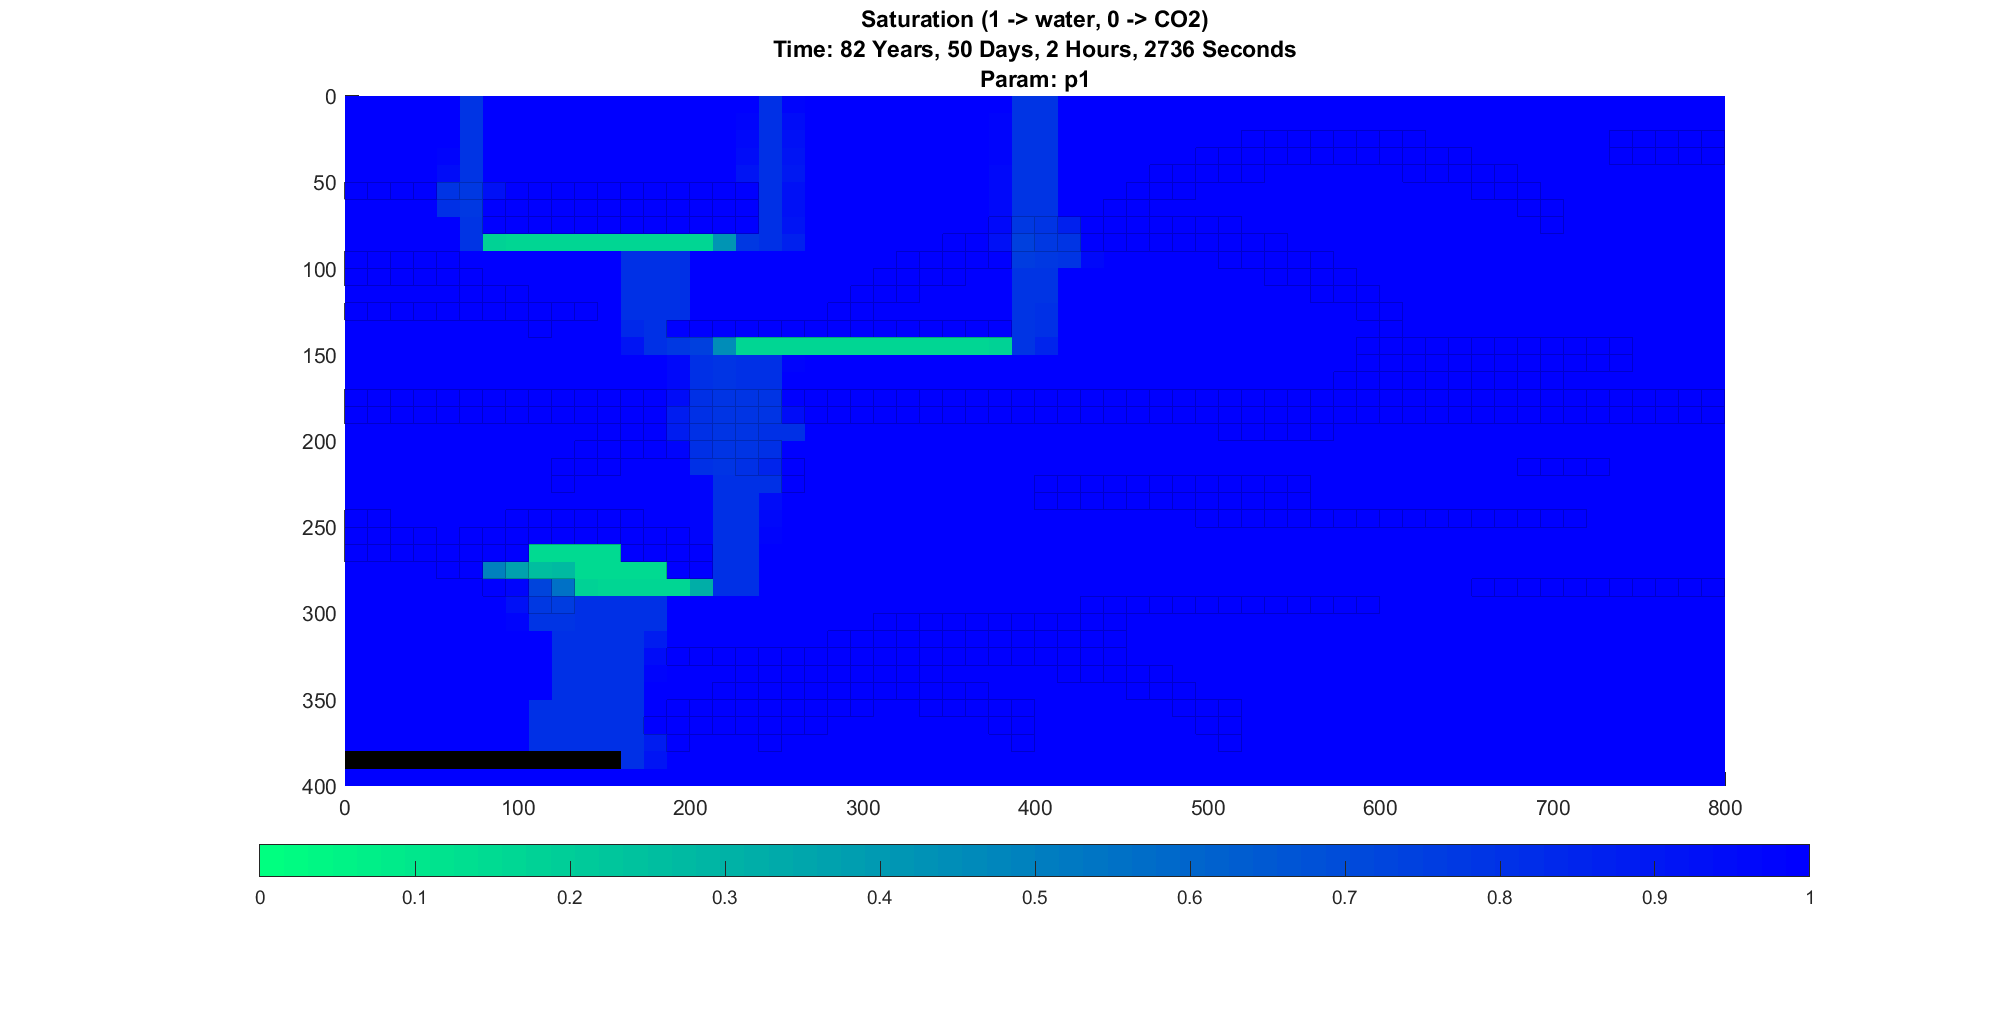 Saturation (1 -> water, 0 -> CO2)
Time: 82 Years, 50 Days, 2 Hours, 2736 Seconds
Param: p1
0
50
100
150
200
250
300
350
400
0 100 200 300 400 500 600 700 800
0 0.1 0.2 0.3 0.4 0.5 0.6 0.7 0.8 0.9 1